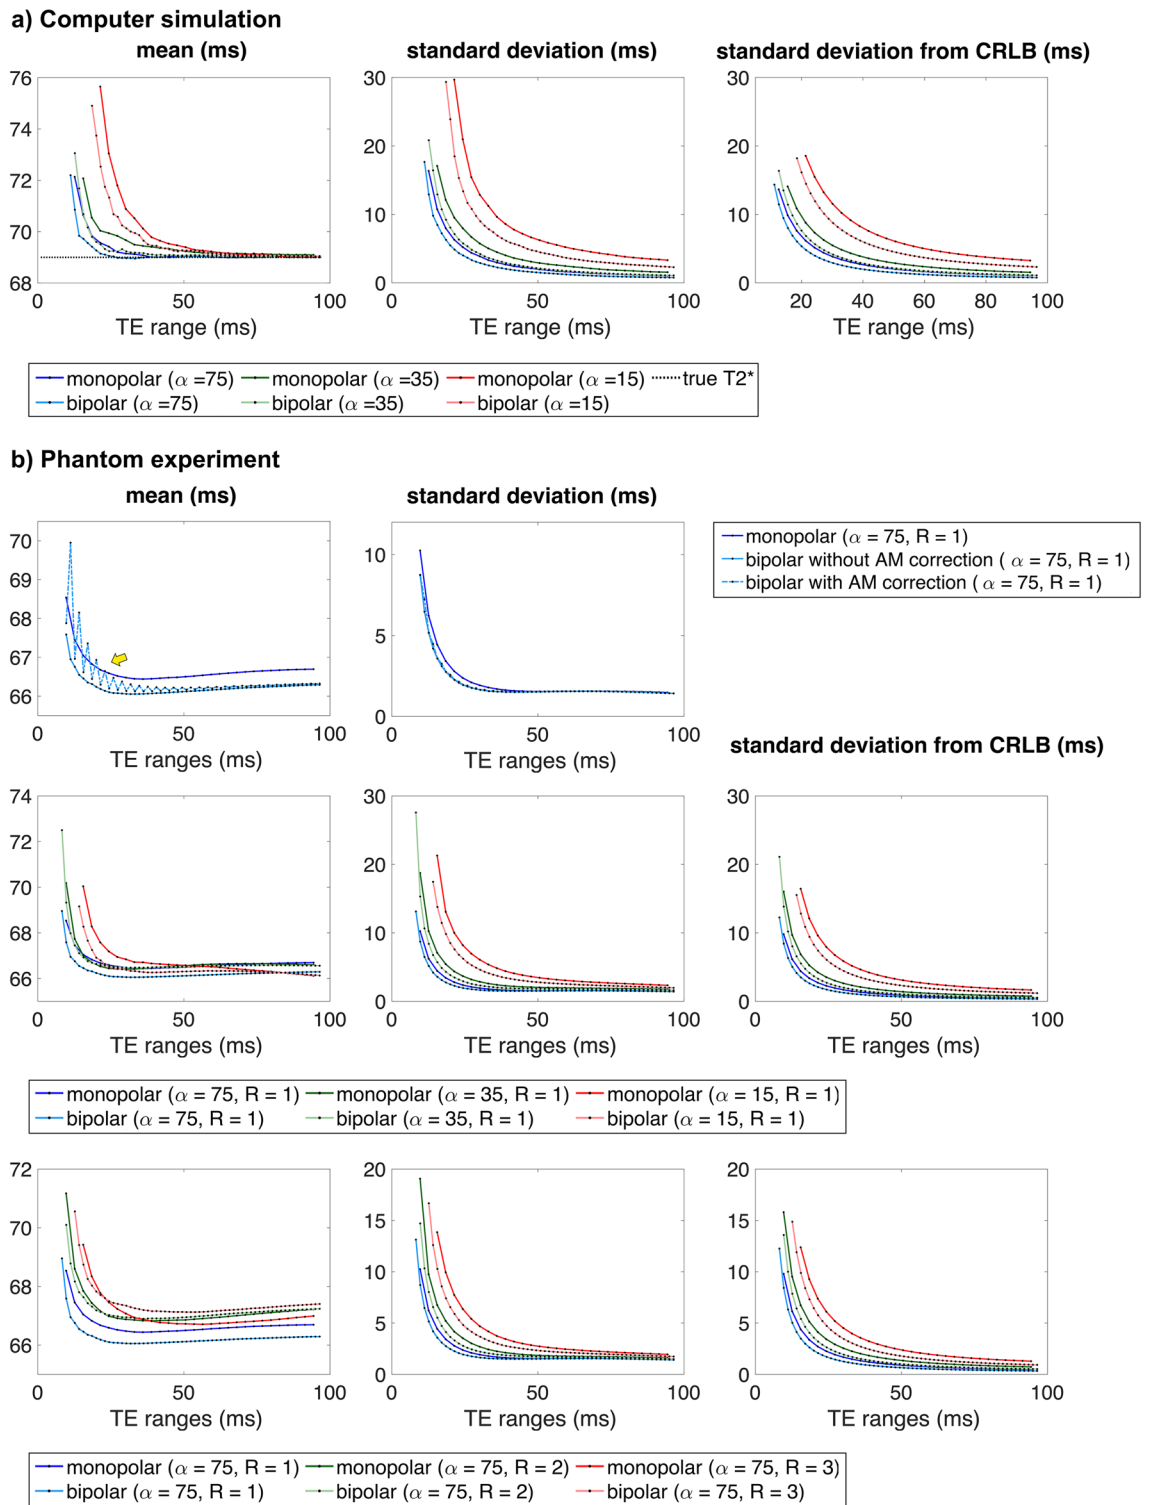 a) Computer simulation
mean (ms)
standard deviation (ms)
standard deviation from CRLB (ms)
76
74
72
70
68
0
50
100
TE range (ms)
30
20
10
0
0
50
100
TE range (ms)
30
20
10
0
20
40
60
80
100
TE range (ms)
monopolar (α =75)
monopolar (α =35)
monopolar (α =15)
true T2*
bipolar (α =75)
bipolar (α =35)
bipolar (α =15)
b) Phantom experiment
mean (ms)
standard deviation (ms)
70
69
68
67
66
0
50
100
TE ranges (ms)
10
5
0
0
50
100
TE ranges (ms)
monopolar (α = 75, R = 1)
bipolar without AM correction ( α = 75, R = 1)
bipolar with AM correction ( α = 75, R = 1)
standard deviation from CRLB (ms)
74
72
70
68
66
0
50
100
TE ranges (ms)
30
20
10
0
0
50
100
TE ranges (ms)
30
20
10
0
0
50
100
TE ranges (ms)
monopolar (α = 75, R = 1)
monopolar (α = 35, R = 1)
monopolar (α = 15, R = 1)
bipolar (α = 75, R = 1)
bipolar (α = 35, R = 1)
bipolar (α = 15, R = 1)
72
70
68
66
0
50
100
TE ranges (ms)
20
15
10
5
0
0
50
100
TE ranges (ms)
20
15
10
5
0
0
50
100
TE ranges (ms)
monopolar (α = 75, R = 1)
monopolar (α = 75, R = 2)
monopolar (α = 75, R = 3)
bipolar (α = 75, R = 1)
bipolar (α = 75, R = 2)
bipolar (α = 75, R = 3)